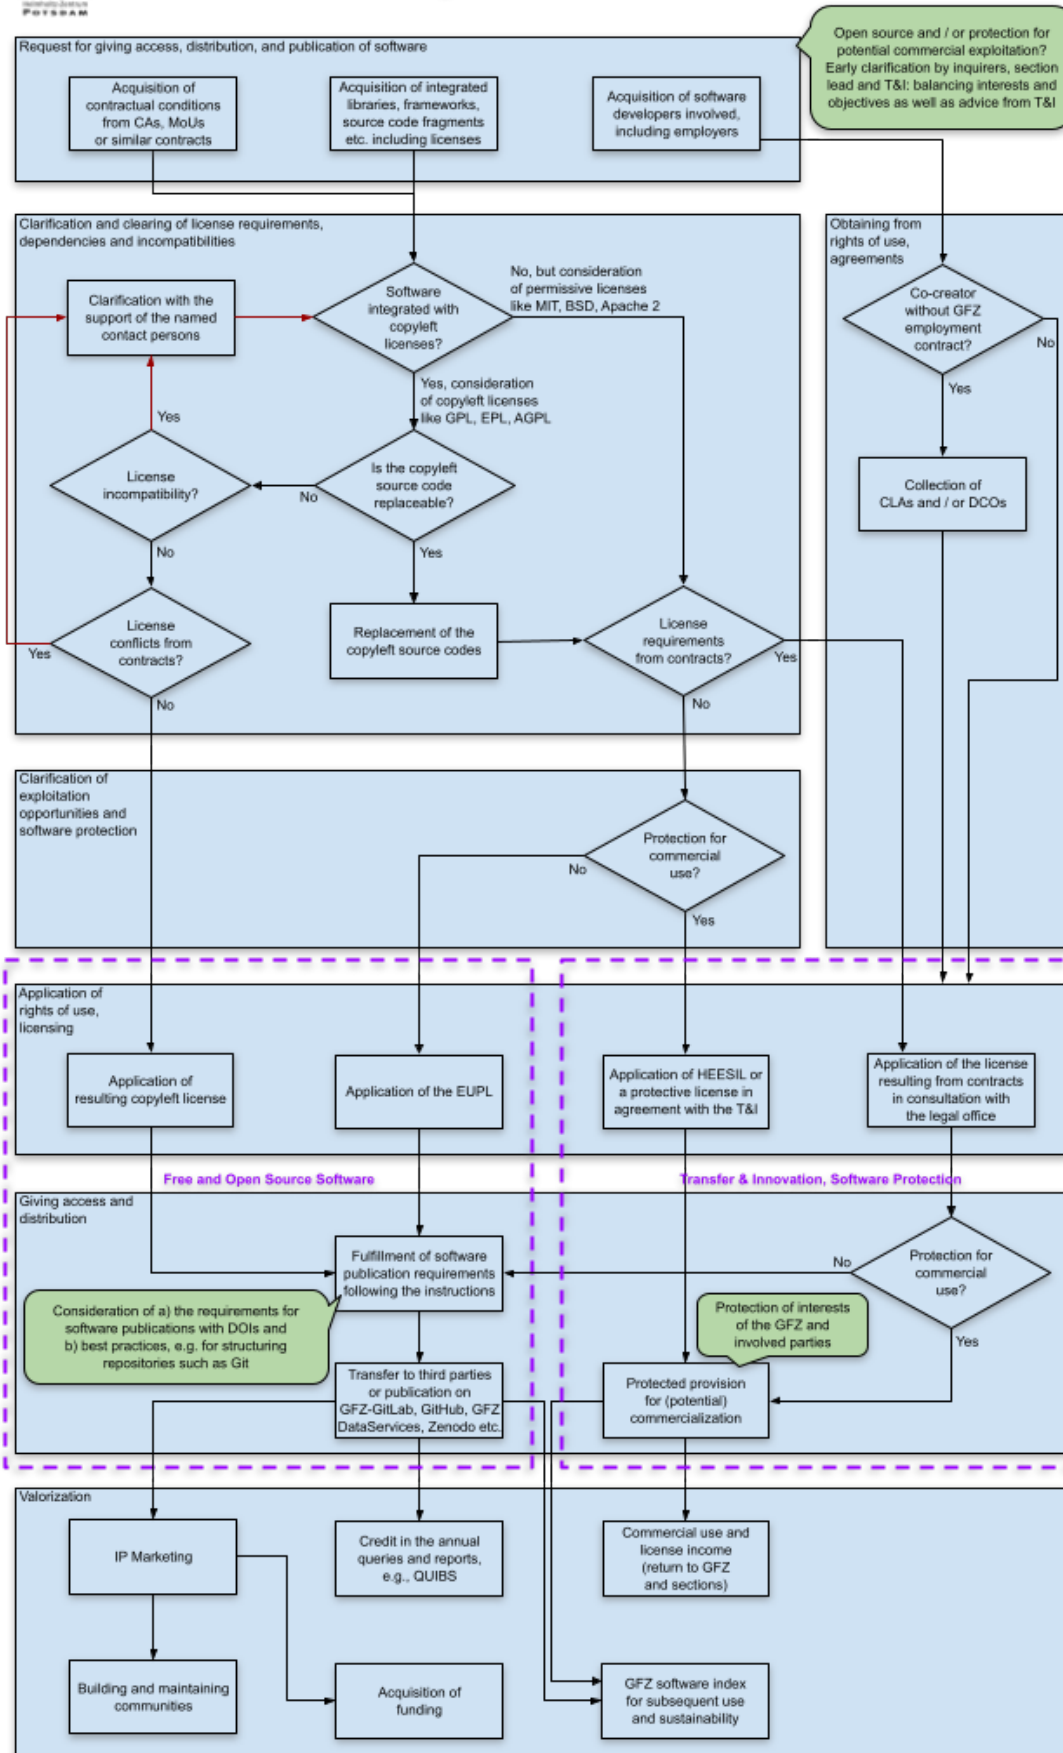 POTSDAM
Request for giving access, distribution, and publication of software
Open source and / or protection for
potential commercial exploitation?
Early clarification by inquirers, section
lead and T&I: balancing interests and
objectives as well as advice from T&I
Acquisition of
contractual conditions
from CAs, MoUs
or similar contracts
Acquisition of integrated
libraries, frameworks,
source code fragments
etc. including licenses
Acquisition of software
developers involved,
including employers
Clarification and clearing of license requirements,
dependencies and incompatibilities
Obtaining from
rights of use,
agreements
Clarification with the
support of the named
contact persons
Software
integrated with
copyleft
licenses?
No, but consideration
of permissive licenses
like MIT, BSD, Apache 2
Co-creator
without GFZ
employment
contract?
No
Yes
Yes, consideration
of copyleft licenses
like GPL, EPL, AGPL
Yes
License
incompatibility?
No
Is the copyleft
source code
replaceable?
Collection of
CLAs and / or DCOs
No
Yes
License
conflicts from
contracts?
Yes
Replacement of the
copyleft source codes
License
requirements
from contracts?
Yes
No
No
Clarification of
exploitation
opportunities and
software protection
Protection for
commercial
use?
No
Yes
Application of
rights of use,
licensing
Application of
resulting copyleft license
Application of the EUPL
Application of HEESIL or
a protective license in
agreement with the T&I
Application of the license
resulting from contracts
in consultation with
the legal office
Free and Open Source Software
Transfer & Innovation, Software Protection
Giving access and
distribution
Fulfillment of software
publication requirements
following the instructions
No
Protection for
commercial
use?
Yes
Consideration of a) the requirements for
software publications with DOIs and
b) best practices, e.g. for structuring
repositories such as Git
Protection of interests
of the GFZ and
involved parties
Transfer to third parties
or publication on
GFZ-GitLab, GitHub, GFZ
DataServices, Zenodo etc.
Protected provision
for (potential)
commercialization
Valorization
IP Marketing
Credit in the annual
queries and reports,
e.g., QUIBS
Commercial use and
license income
(return to GFZ
and sections)
Building and maintaining
communities
Acquisition of
funding
GFZ software index
for subsequent use
and sustainability